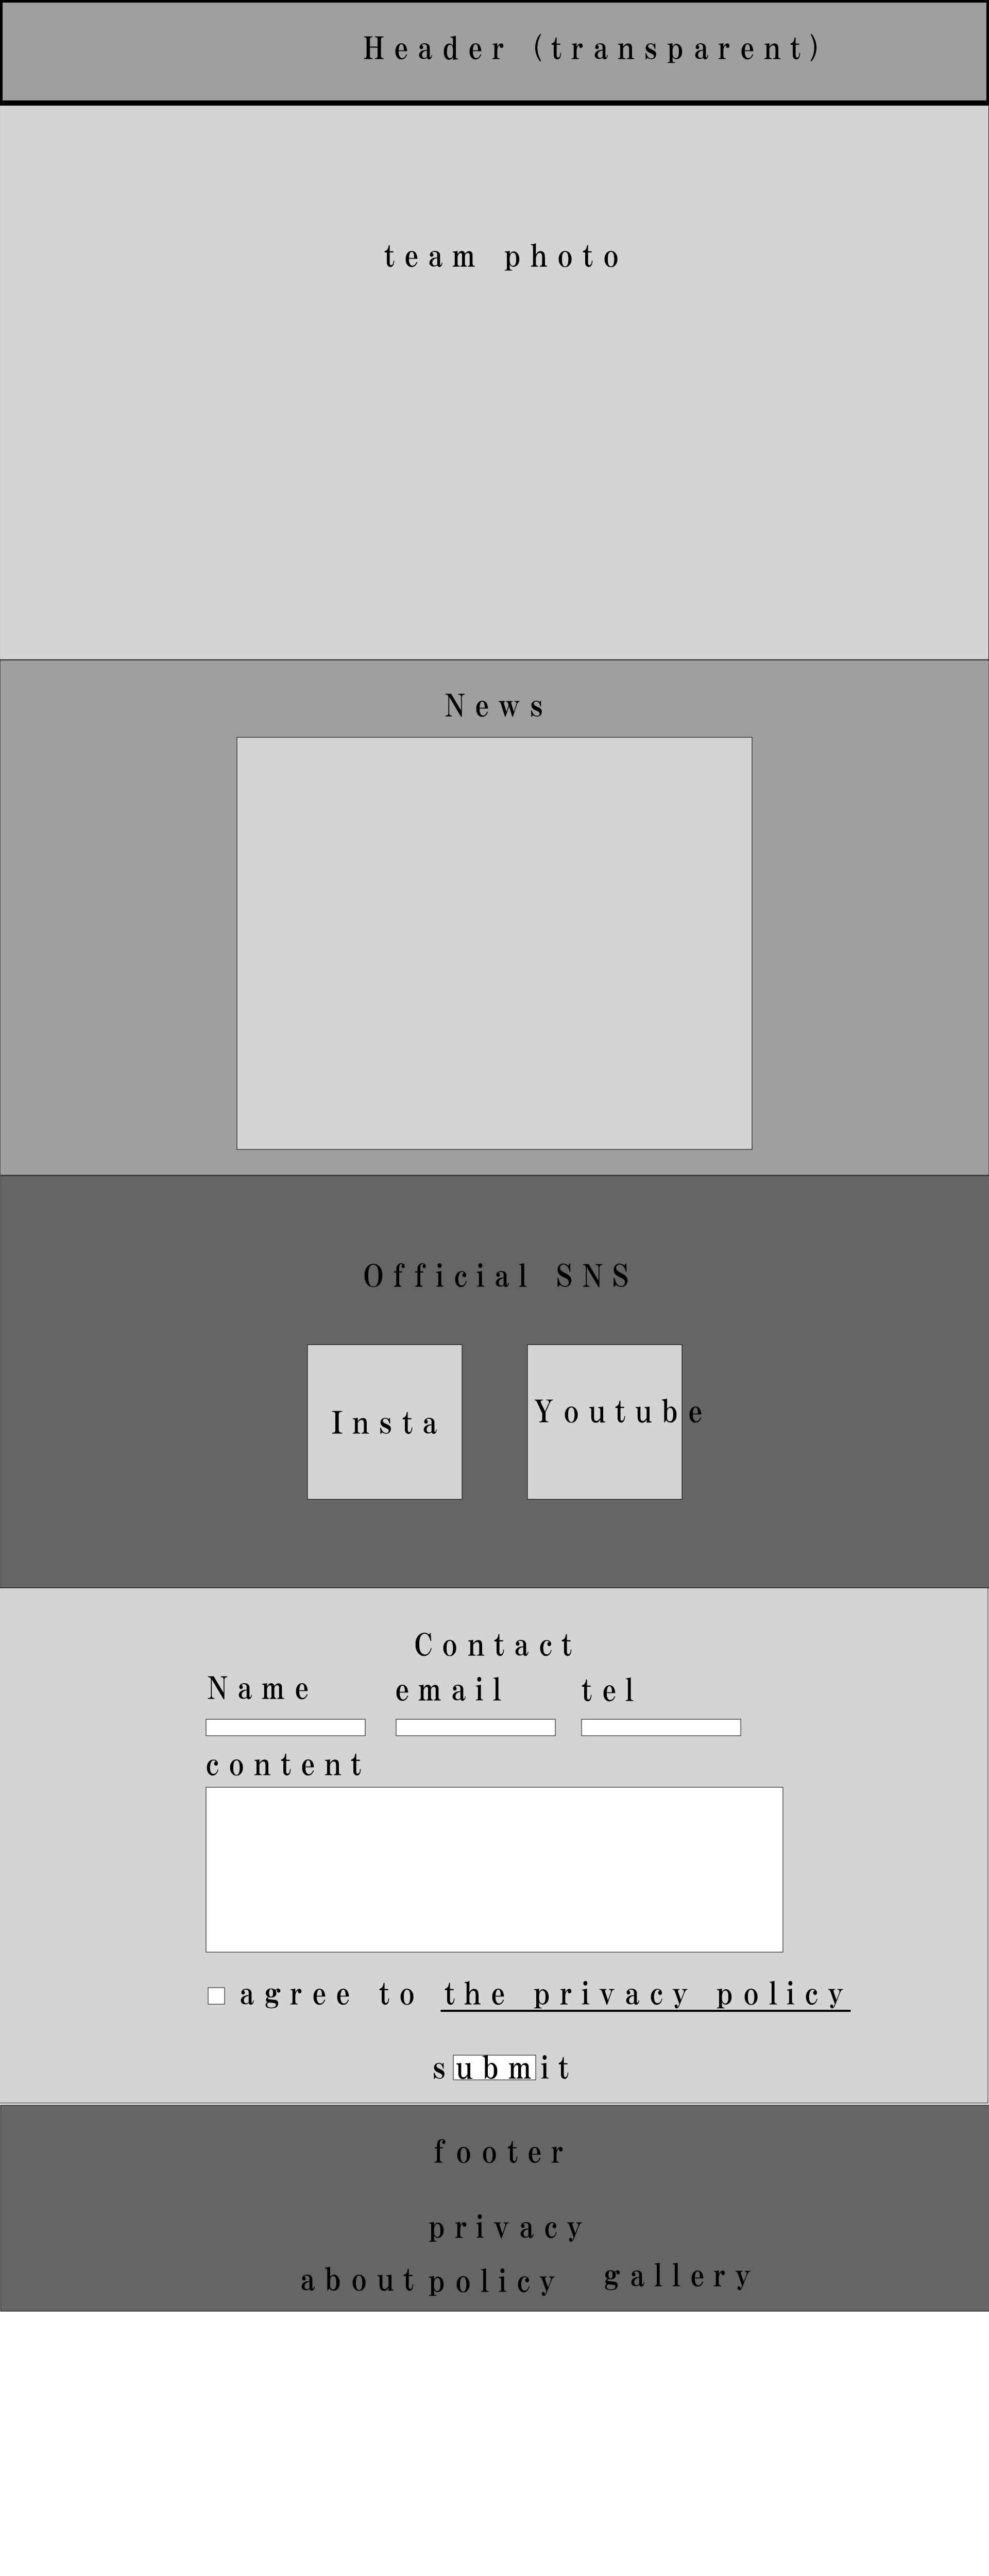 Header (transparent)
team photo
News
Official SNS
Insta
Youtube
Contact
Name
email
tel
content
agree to the privacy policy
submit
footer
privacy
about policy gallery